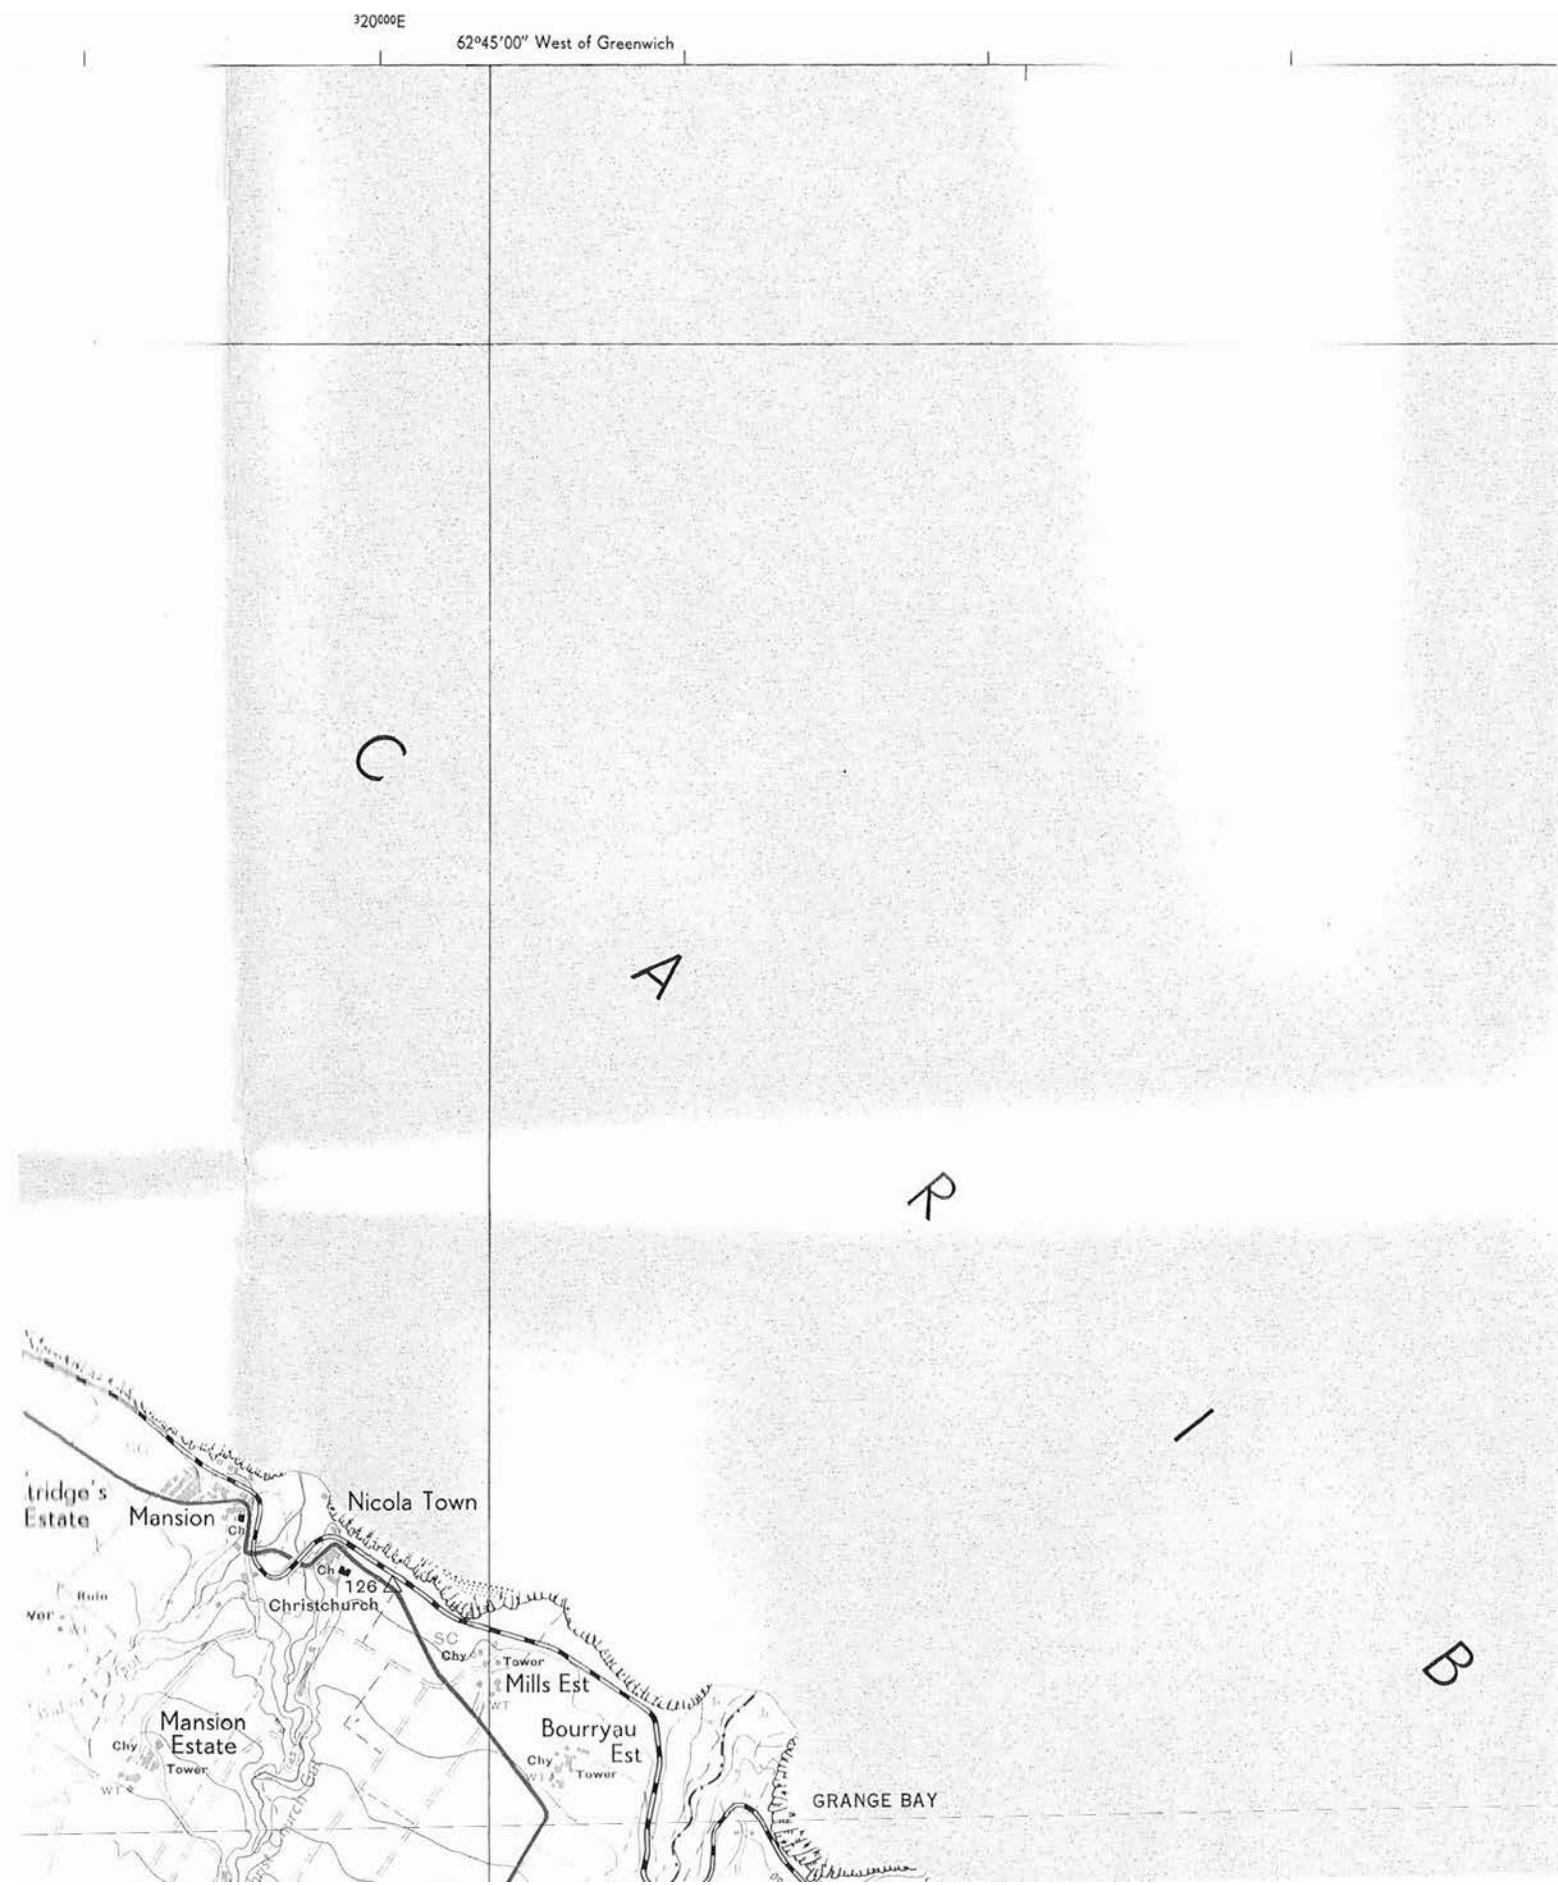 320000E
62°45'00" West of Greenwich
C
A
R
I
B
SC
tridge's
Estate
Mansion
Ch
Nicola Town
Ch
126
Christchurch
Ruin
SC
Chy
Tower
Mills Est
WT
Mansion
Estate
Chy
Tower
WT
Bourryau
Est
Chy
Tower
WT
GRANGE BAY